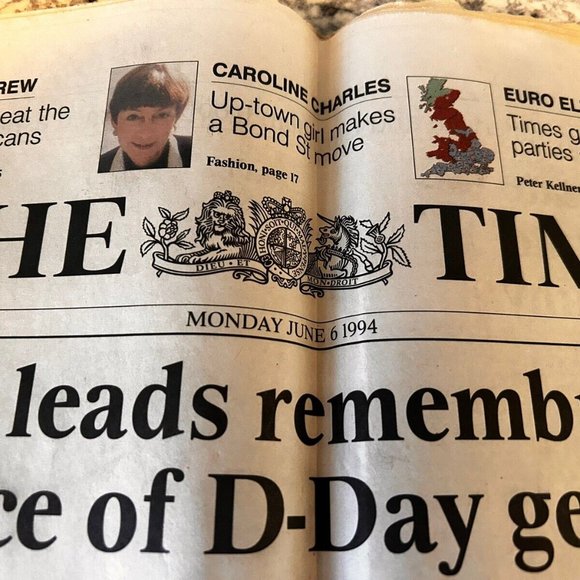 REW
eat the
cans
CAROLINE CHARLES
Up-town girl makes
a Bond St move
Fashion, page 17
EURO EL
Times g
parties
Peter Kellne
HE TIM
DIEU · ET MON · DROIT
MONDAY JUNE 6 1994
leads rememb
ce of D-Day ge